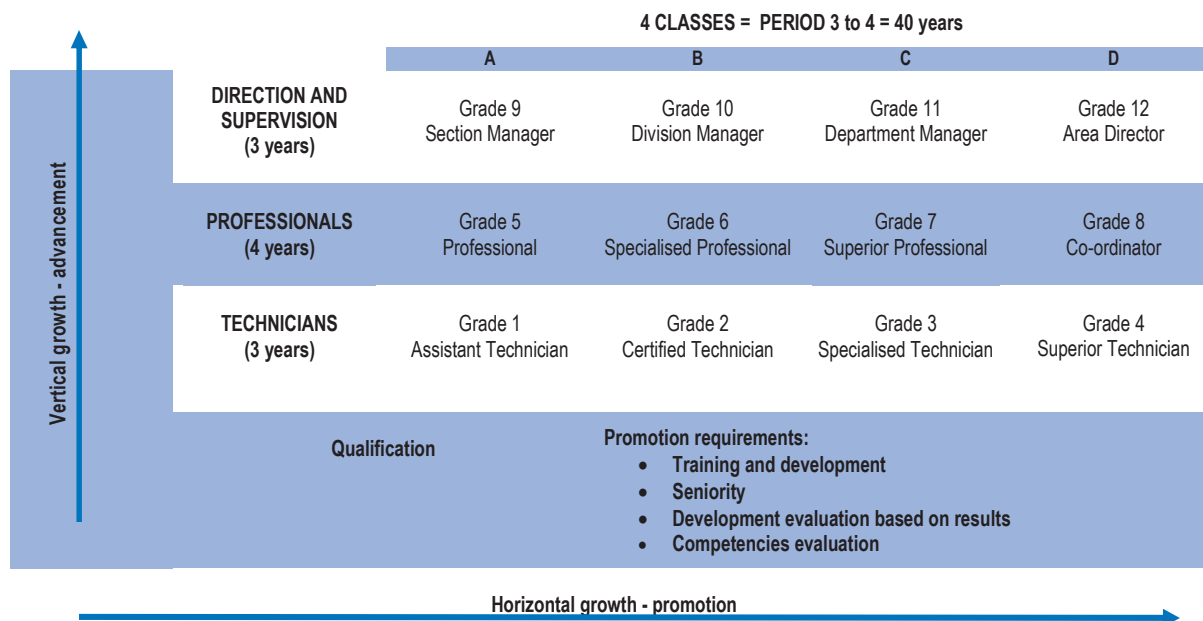 4 CLASSES = PERIOD 3 to 4 = 40 years
A B C D
DIRECTION AND
SUPERVISION
(3 years)
Grade 9
Section Manager
Grade 10
Division Manager
Grade 11
Department Manager
Grade 12
Area Director
PROFESSIONALS
(4 years)
Grade 5
Professional
Grade 6
Specialised Professional
Grade 7
Superior Professional
Grade 8
Co-ordinator
TECHNICIANS
(3 years)
Grade 1
Assistant Technician
Grade 2
Certified Technician
Grade 3
Specialised Technician
Grade 4
Superior Technician
Vertical growth - advancement
Qualification
Promotion requirements:
• Training and development
• Seniority
• Development evaluation based on results
• Competencies evaluation
Horizontal growth - promotion